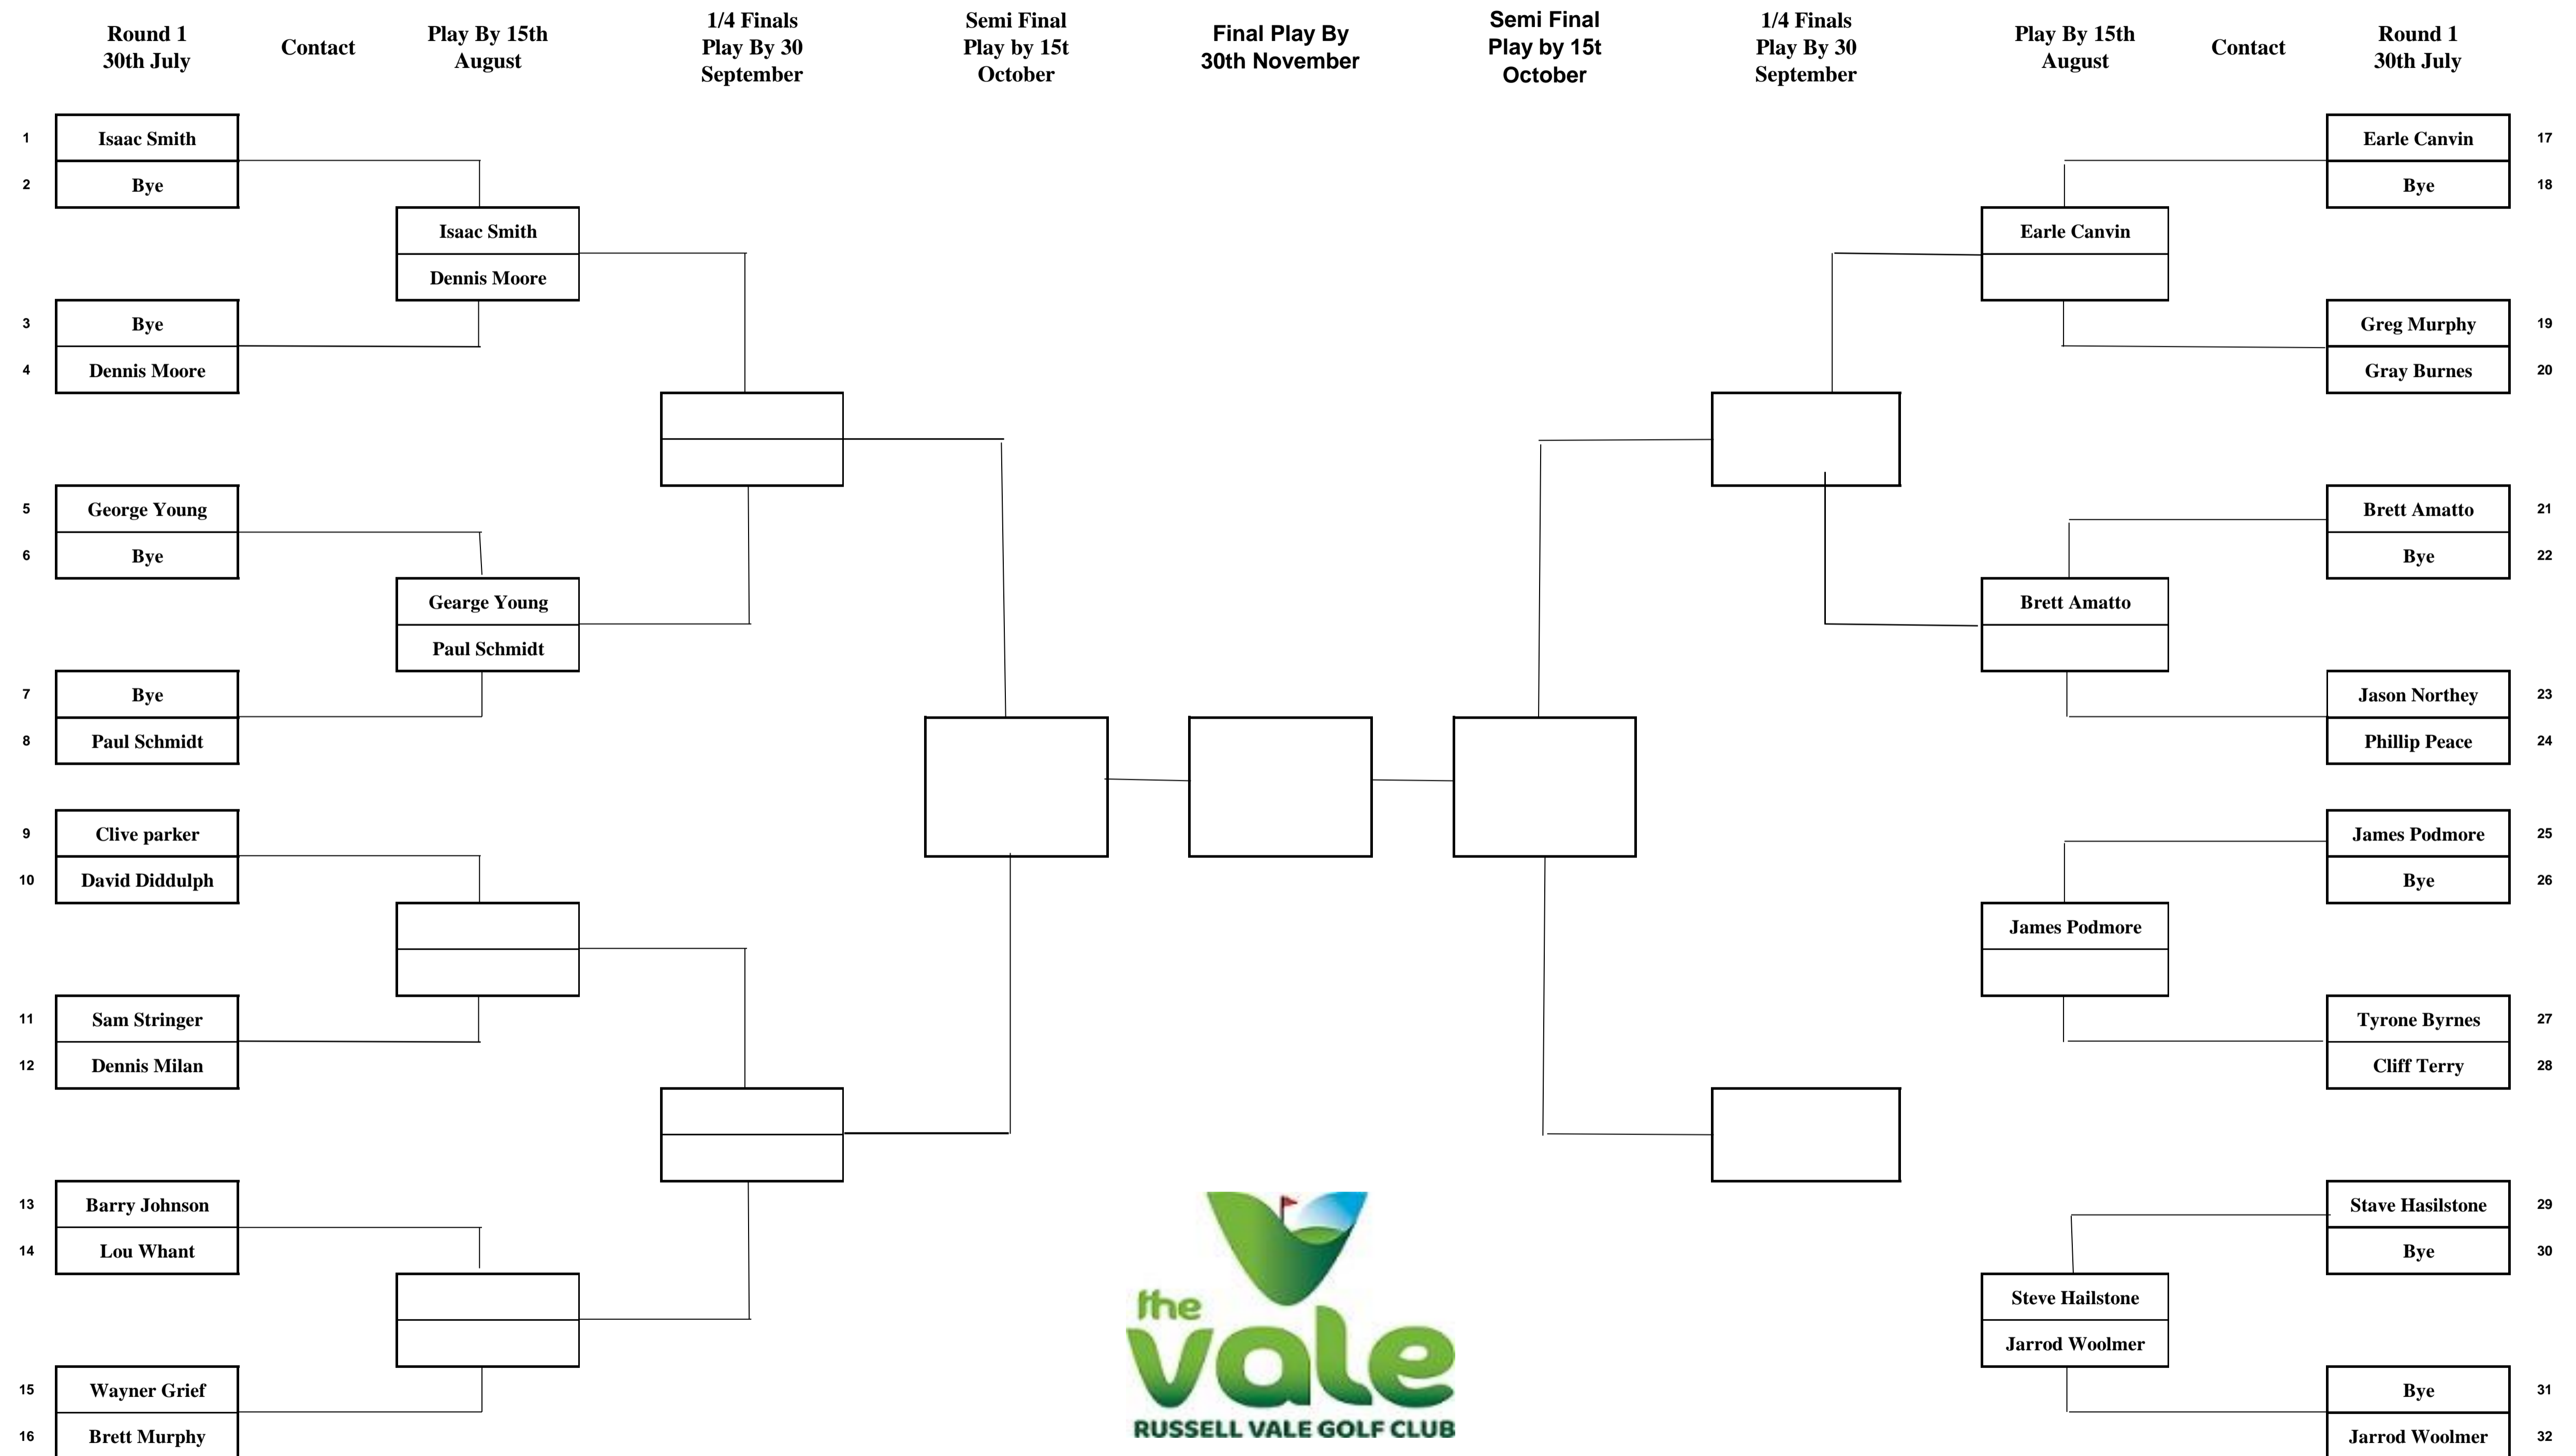 Round 1
30th July
Contact
Play By 15th
August
1/4 Finals
Play By 30
September
Semi Final
Play by 15t
October
Final Play By
30th November
Semi Final
Play by 15t
October
1/4 Finals
Play By 30
September
Play By 15th
August
Contact
Round 1
30th July
1
Isaac Smith
2
Bye
Isaac Smith
Dennis Moore
3
Bye
4
Dennis Moore
5
George Young
6
Bye
Gearge Young
Paul Schmidt
7
Bye
8
Paul Schmidt
9
Clive parker
10
David Diddulph
11
Sam Stringer
12
Dennis Milan
13
Barry Johnson
14
Lou Whant
15
Wayner Grief
16
Brett Murphy
Earle Canvin
17
Bye
18
Earle Canvin
Greg Murphy
19
Gray Burnes
20
Brett Amatto
21
Bye
22
Brett Amatto
Jason Northey
23
Phillip Peace
24
James Podmore
25
Bye
26
James Podmore
Tyrone Byrnes
27
Cliff Terry
28
Stave Hasilstone
29
Bye
30
Steve Hailstone
Jarrod Woolmer
Bye
31
Jarrod Woolmer
32
the
vale
RUSSELL VALE GOLF CLUB